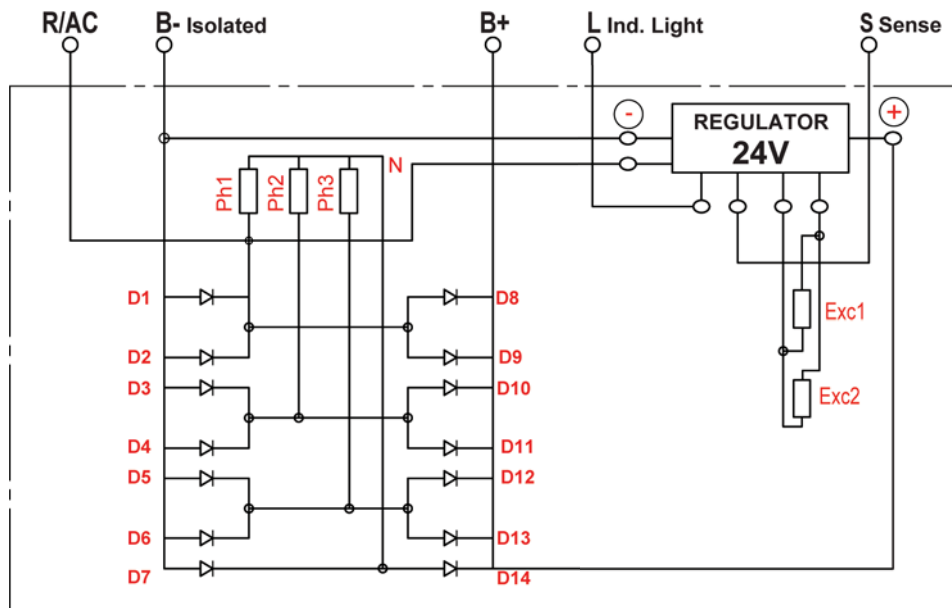 R/AC B- Isolated B+ L Ind. Light S Sense
- +
REGULATOR
24V
N
Ph1 Ph2 Ph3
D1 D8
Exc1
D2 D9
D3 D10
Exc2
D4 D11
D5 D12
D6 D13
D7 D14